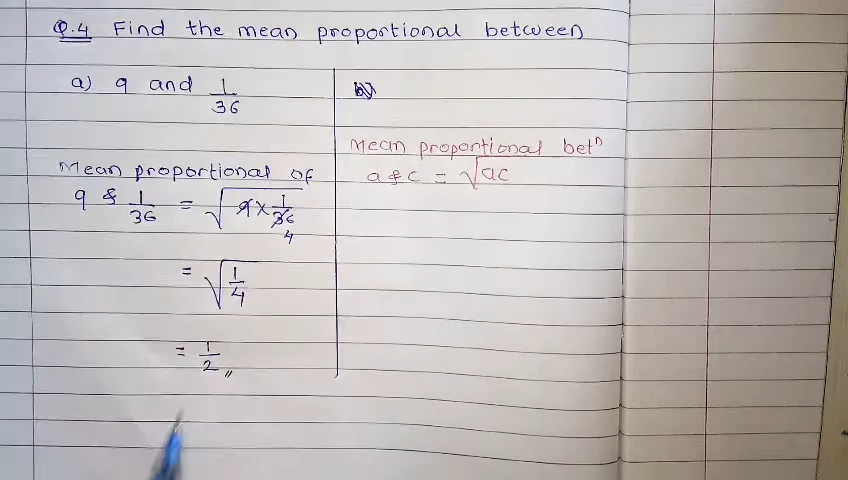 Q.4 Find the mean proportional between
a) 9 and 1/36
Mean proportional of
9 & 1/36 = √(9 × 1/36)
4
= √(1/4)
= 1/2 〃
b)
Mean proportional betⁿ
a & c = √ac